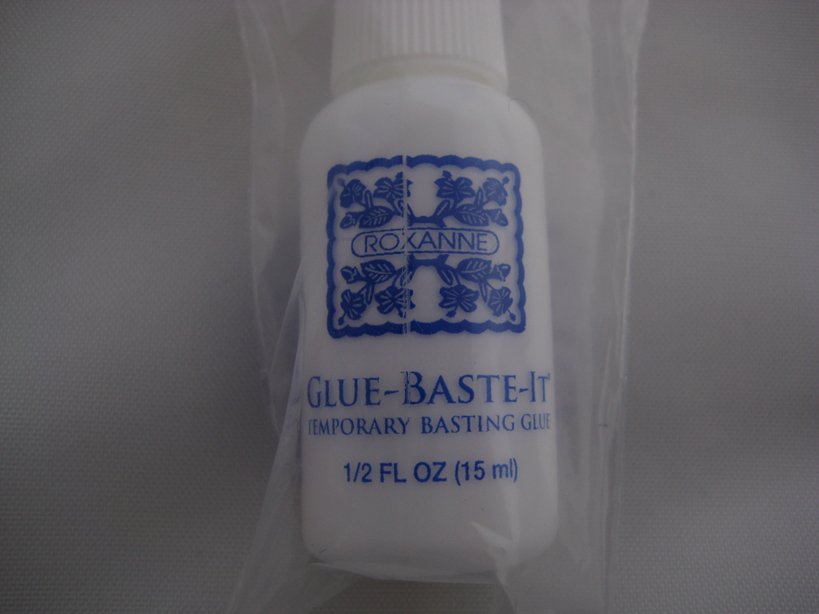 ROXANNE
GLUE-BASTE-IT®
TEMPORARY BASTING GLUE
1/2 FL OZ (15 ml)